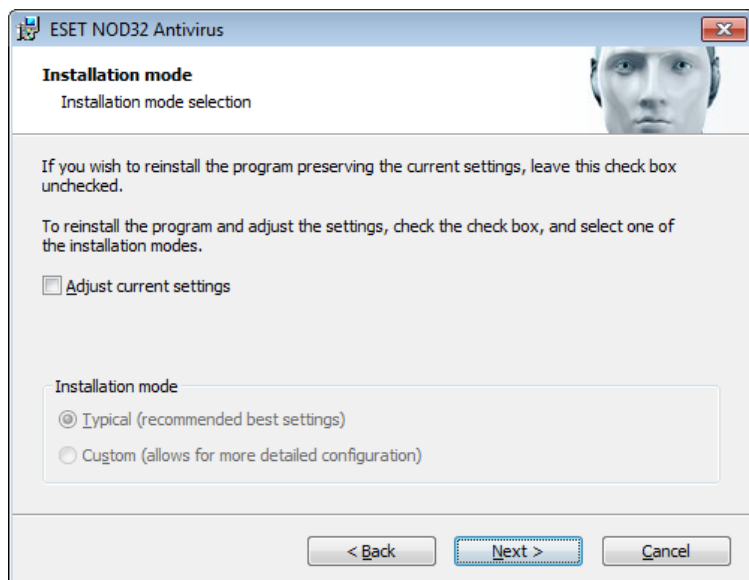 ESET NOD32 Antivirus
Installation mode
Installation mode selection
If you wish to reinstall the program preserving the current settings, leave this check box
unchecked.
To reinstall the program and adjust the settings, check the check box, and select one of
the installation modes.
Adjust current settings
Installation mode
Typical (recommended best settings)
Custom (allows for more detailed configuration)
< Back Next > Cancel